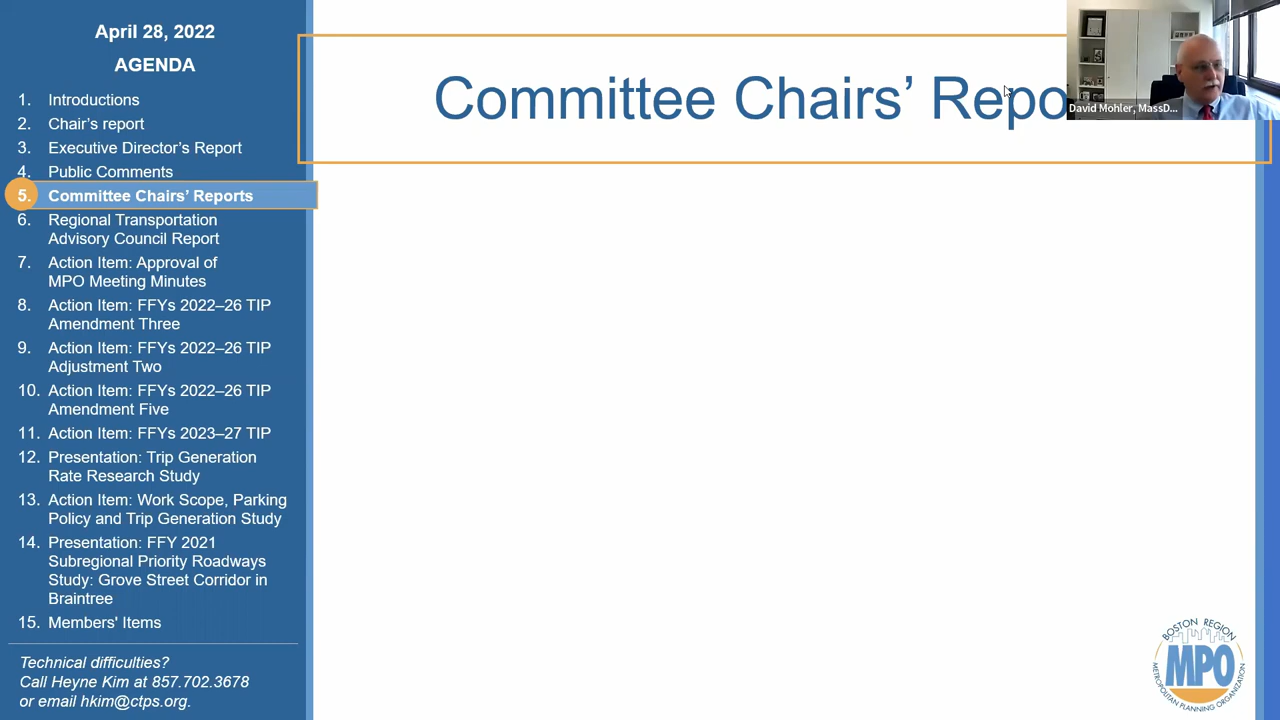 April 28, 2022
AGENDA
1. Introductions
2. Chair's report
3. Executive Director's Report
4. Public Comments
5. Committee Chairs' Reports
6. Regional Transportation
Advisory Council Report
7. Action Item: Approval of
MPO Meeting Minutes
8. Action Item: FFYs 2022–26 TIP
Amendment Three
9. Action Item: FFYs 2022–26 TIP
Adjustment Two
10. Action Item: FFYs 2022–26 TIP
Amendment Five
11. Action Item: FFYs 2023–27 TIP
12. Presentation: Trip Generation
Rate Research Study
13. Action Item: Work Scope, Parking
Policy and Trip Generation Study
14. Presentation: FFY 2021
Subregional Priority Roadways
Study: Grove Street Corridor in
Braintree
15. Members' Items
Technical difficulties?
Call Heyne Kim at 857.702.3678
or email hkim@ctps.org.
Committee Chairs' Repo
David Mohler, MassD...
BOSTON REGION
MPO
METROPOLITAN PLANNING ORGANIZATION